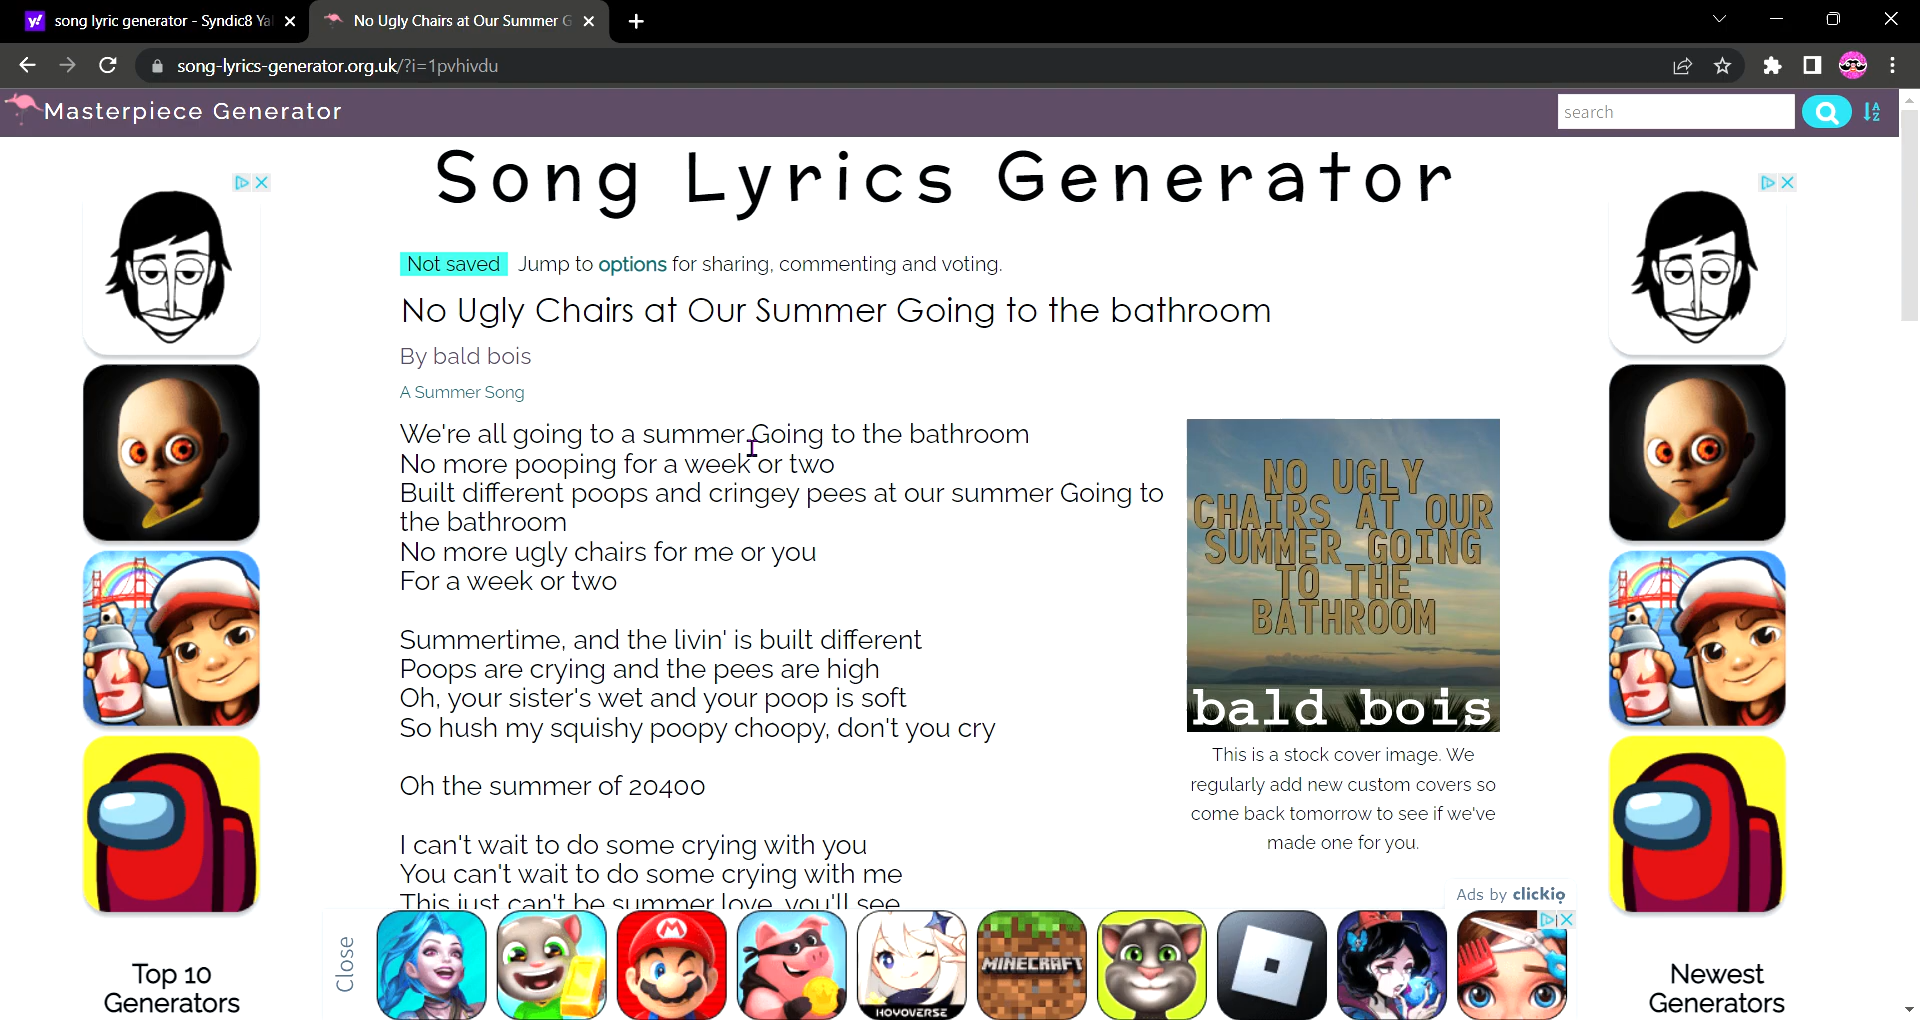 song lyric generator - Syndic8 Ya
No Ugly Chairs at Our Summer G
song-lyrics-generator.org.uk/?i=1pvhivdu
Masterpiece Generator
search
Song Lyrics Generator
Not saved Jump to options for sharing, commenting and voting.
No Ugly Chairs at Our Summer Going to the bathroom
By bald bois
A Summer Song
We're all going to a summer Going to the bathroom
No more pooping for a week or two
Built different poops and cringey pees at our summer Going to
the bathroom
No more ugly chairs for me or you
For a week or two
Summertime, and the livin' is built different
Poops are crying and the pees are high
Oh, your sister's wet and your poop is soft
So hush my squishy poopy choopy, don't you cry
Oh the summer of 20400
I can't wait to do some crying with you
You can't wait to do some crying with me
This just can't be summer love, you'll see
NO UGLY
CHAIRS AT OUR
SUMMER GOING
TO THE
BATHROOM
bald bois
This is a stock cover image. We
regularly add new custom covers so
come back tomorrow to see if we've
made one for you.
Ads by clickio
Close
M
HOYOVERSE
MINECRAFT
Top 10
Generators
Newest
Generators